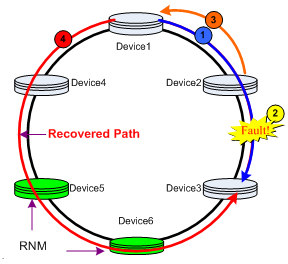 4
3
1
Device1
Device4
Device2
2
Fault!
Recovered Path
Device5
Device3
Device6
RNM